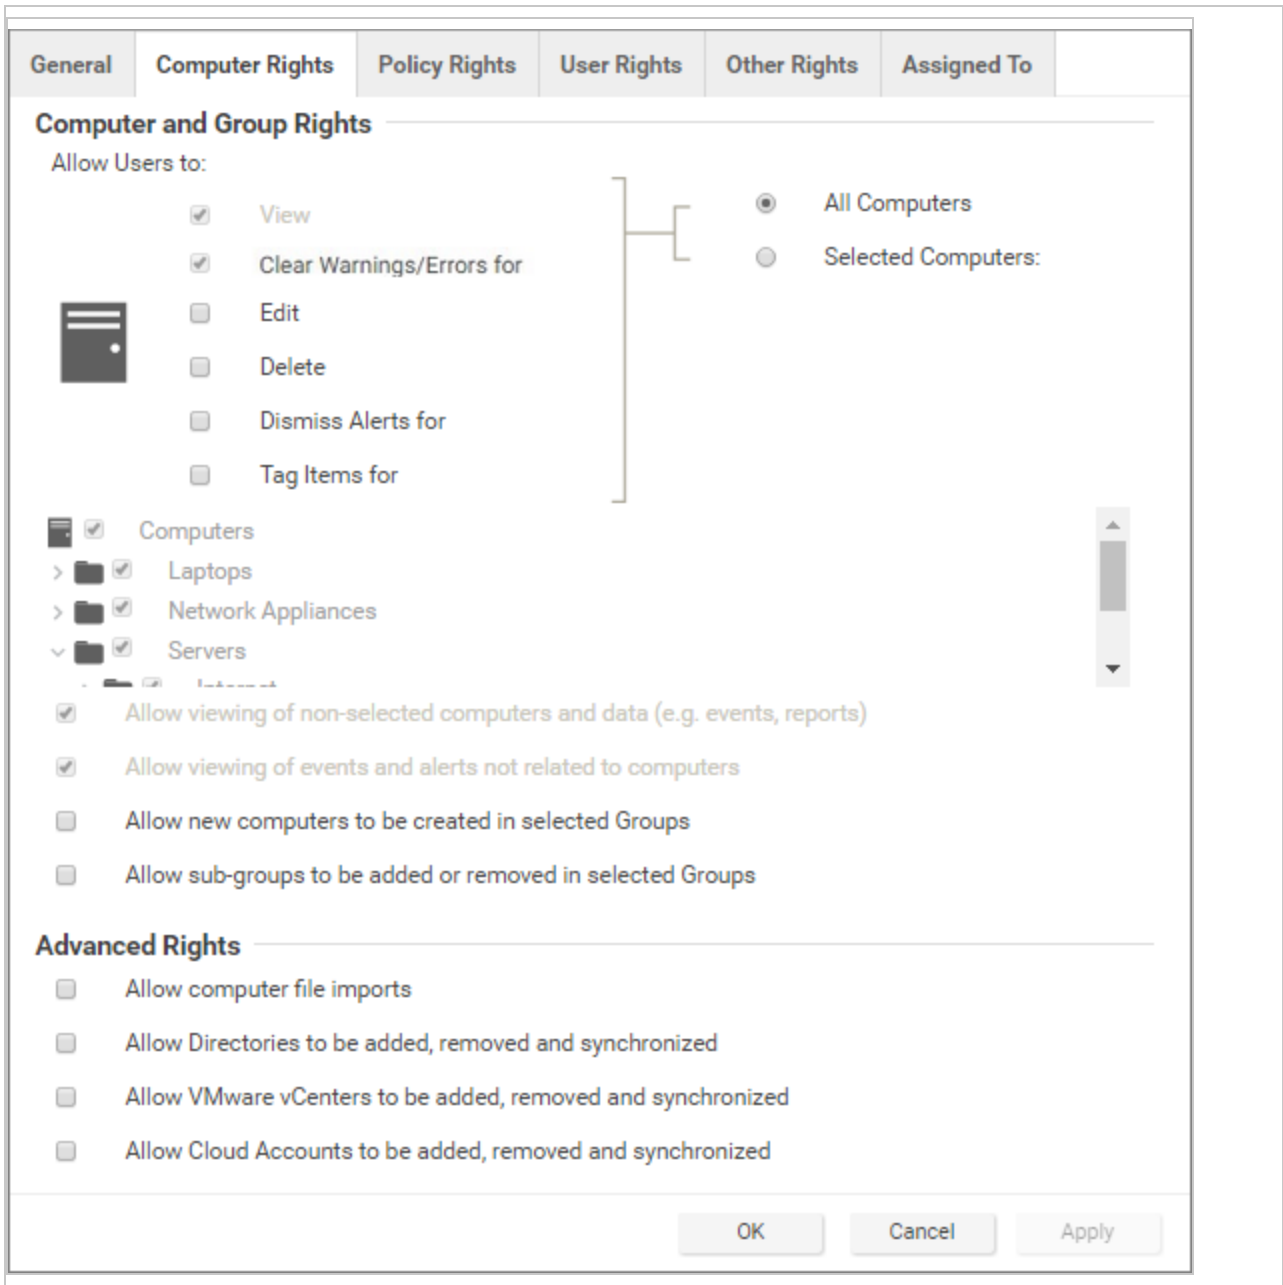 General Computer Rights Policy Rights User Rights Other Rights Assigned To
Computer and Group Rights
Allow Users to:
View
Clear Warnings/Errors for
Edit
Delete
Dismiss Alerts for
Tag Items for
All Computers
Selected Computers:
Computers
Laptops
Network Appliances
Servers
Internet
Allow viewing of non-selected computers and data (e.g. events, reports)
Allow viewing of events and alerts not related to computers
Allow new computers to be created in selected Groups
Allow sub-groups to be added or removed in selected Groups
Advanced Rights
Allow computer file imports
Allow Directories to be added, removed and synchronized
Allow VMware vCenters to be added, removed and synchronized
Allow Cloud Accounts to be added, removed and synchronized
OK Cancel Apply